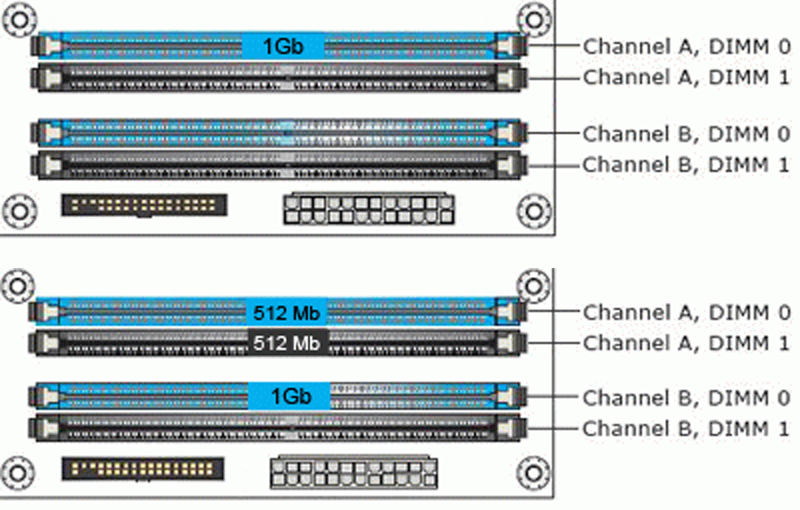 1Gb
Channel A, DIMM 0
Channel A, DIMM 1
Channel B, DIMM 0
Channel B, DIMM 1
512 Mb
Channel A, DIMM 0
512 Mb
Channel A, DIMM 1
1Gb
Channel B, DIMM 0
Channel B, DIMM 1